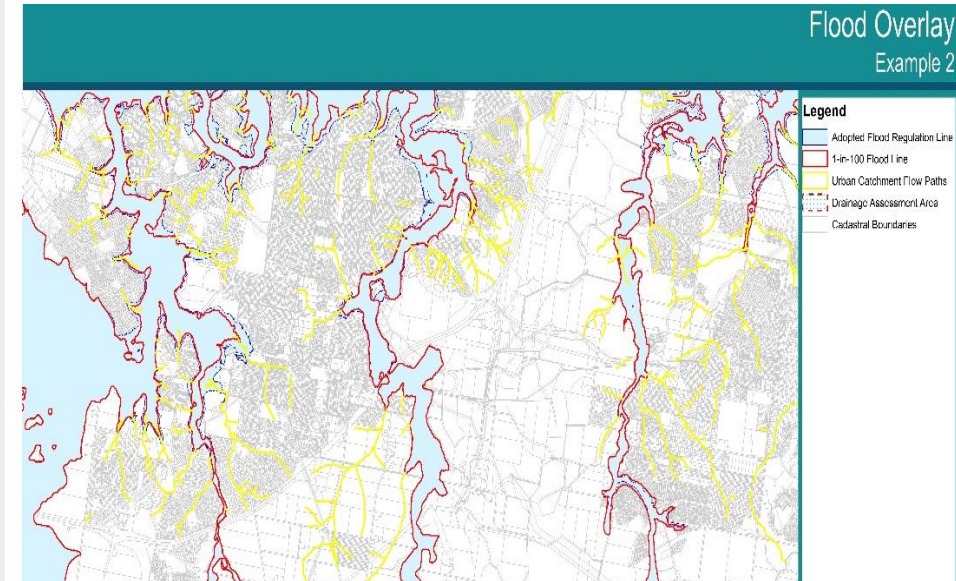 Flood Overlay
Example 2
Legend
Adopted Flood Regulation Line
1-in-100 Flood Line
Urban Catchment Flow Paths
Drainage Assessment Area
Cadastral Boundaries